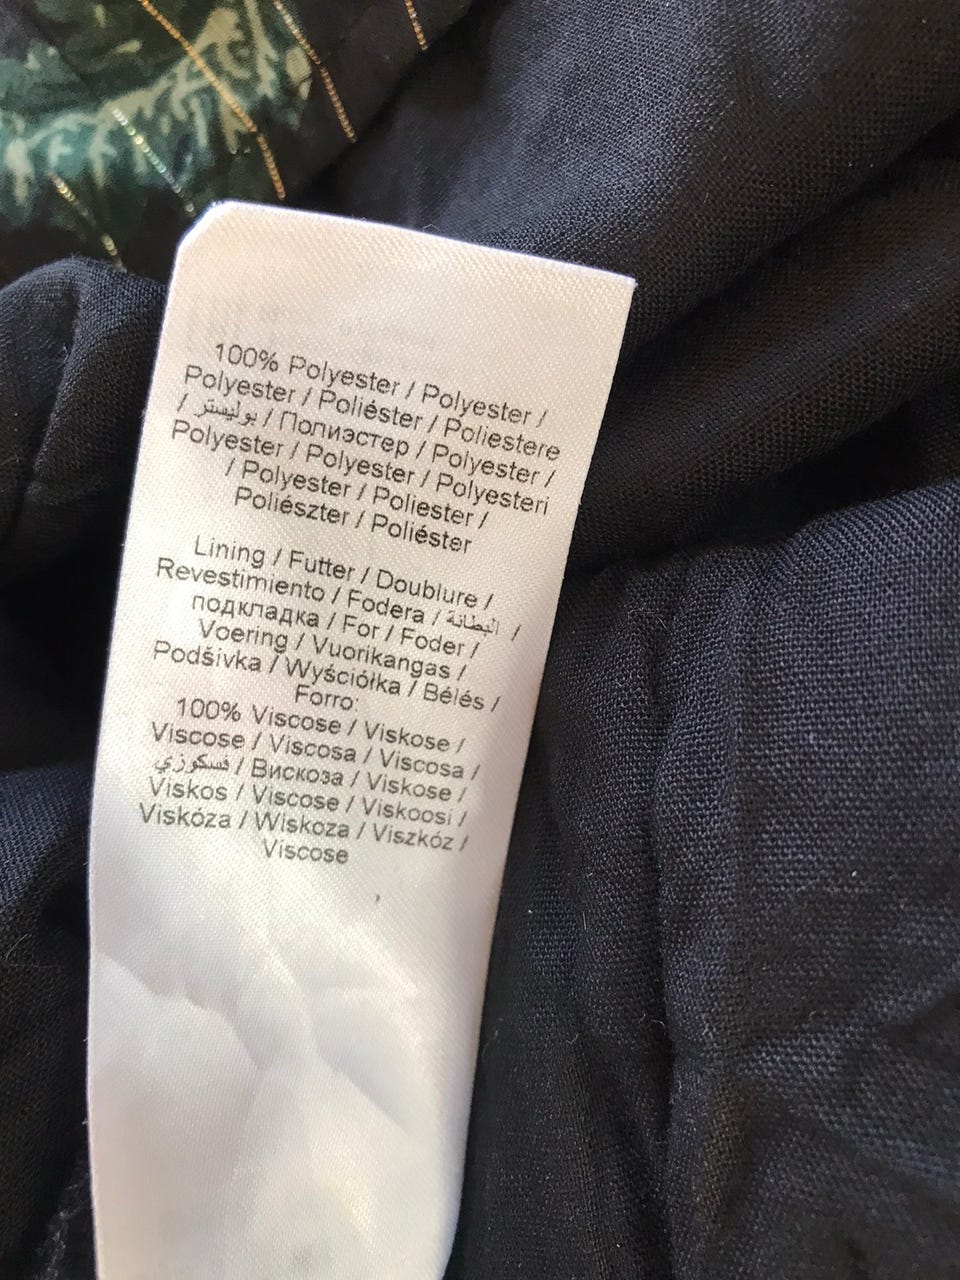 100% Polyester / Polyester /
Polyester / Poliéster / Poliestere
/ بوليستر / Полиэстер / Polyester /
Polyester / Polyester / Polyesteri
/ Polyester / Poliester /
Poliészter / Poliéster
Lining / Futter / Doublure /
Revestimiento / Fodera / البطانة /
подкладка / For / Foder /
Voering / Vuorikangas /
Podšívka / Wyściółka / Bélés /
Forro:
100% Viscose / Viskose /
Viscose / Viscosa / Viscosa /
فسكوزي / Вискоза / Viskose /
Viskos / Viscose / Viskoosi /
Viskóza / Wiskoza / Viszkóz /
Viscose